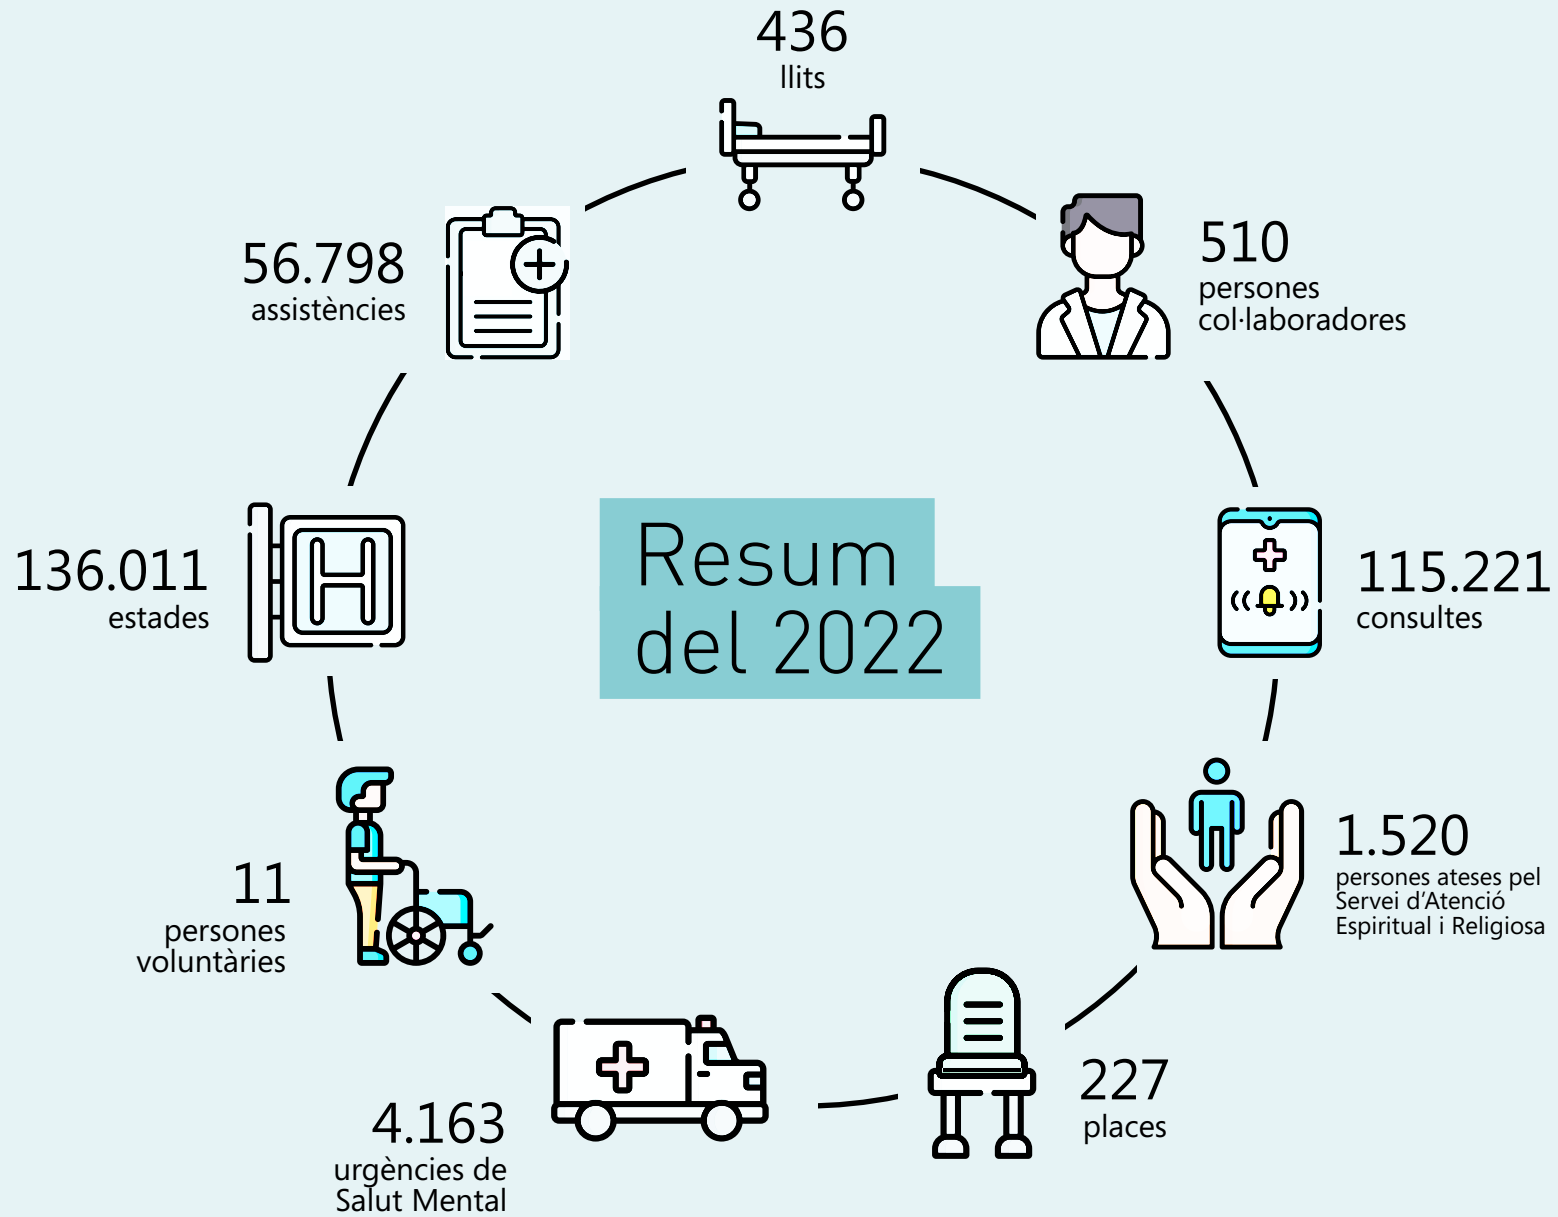 436
llits
510
persones
col·laboradores
115.221
consultes
1.520
persones ateses pel
Servei d'Atenció
Espiritual i Religiosa
227
places
4.163
urgències de
Salut Mental
11
persones
voluntàries
136.011
estades
H
56.798
assistències
Resum
del 2022